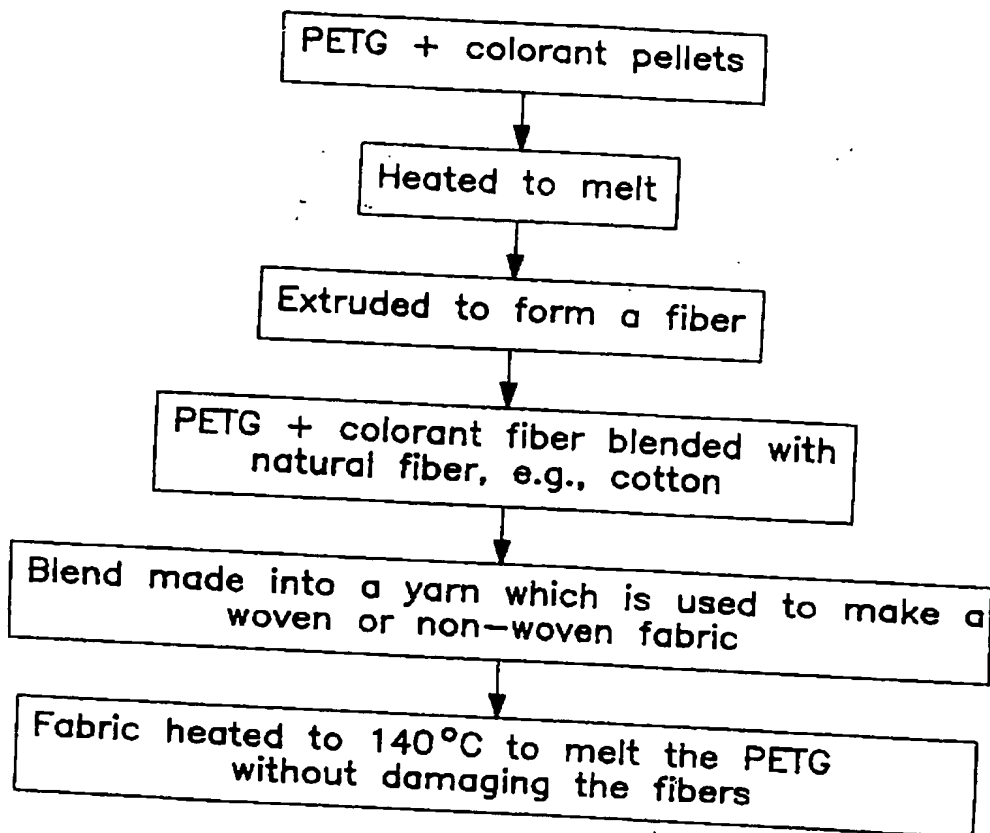 PETG + colorant pellets
Heated to melt
Extruded to form a fiber
PETG + colorant fiber blended with
natural fiber, e.g., cotton
Blend made into a yarn which is used to make a
woven or non-woven fabric
Fabric heated to 140°C to melt the PETG
without damaging the fibers